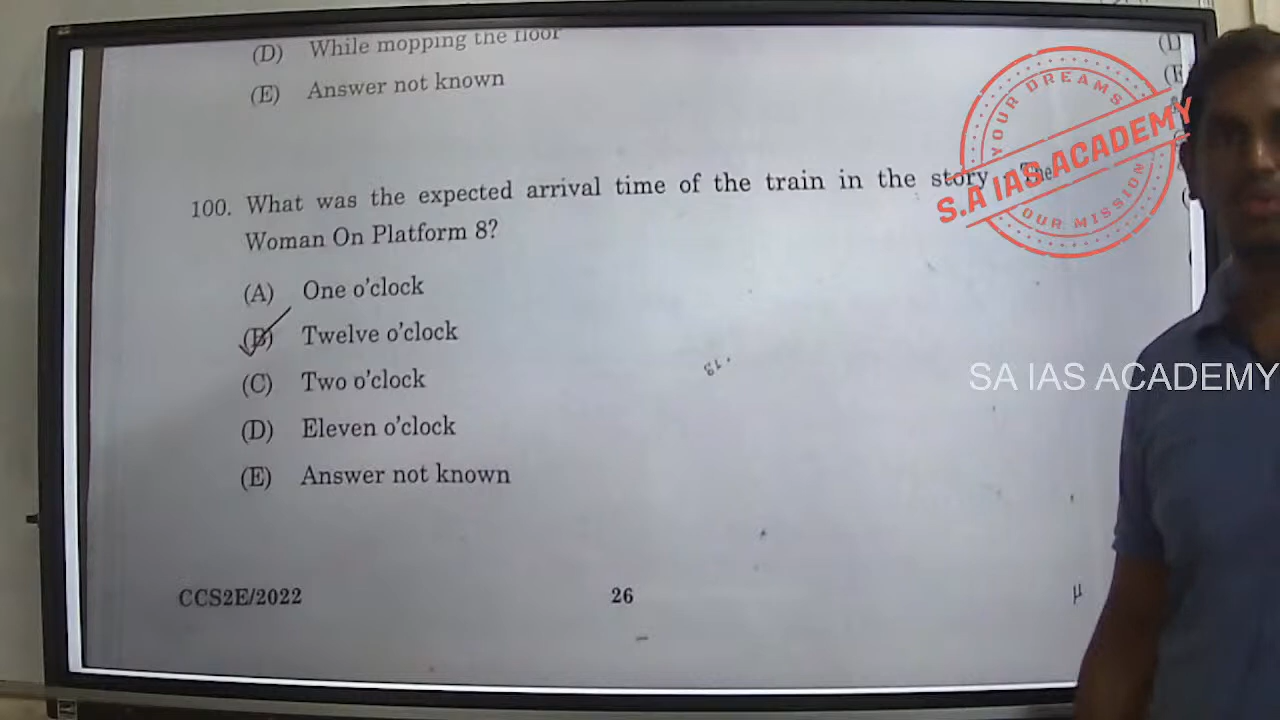 (D) While mopping the floor
(E) Answer not known
100. What was the expected arrival time of the train in the story - The
Woman On Platform 8?
(A) One o'clock
(B) Twelve o'clock
(C) Two o'clock
(D) Eleven o'clock
(E) Answer not known
CCS2E/2022
26
µ
YOUR DREAMS
S.A IAS ACADEMY
OUR MISSION
SA IAS ACADEMY